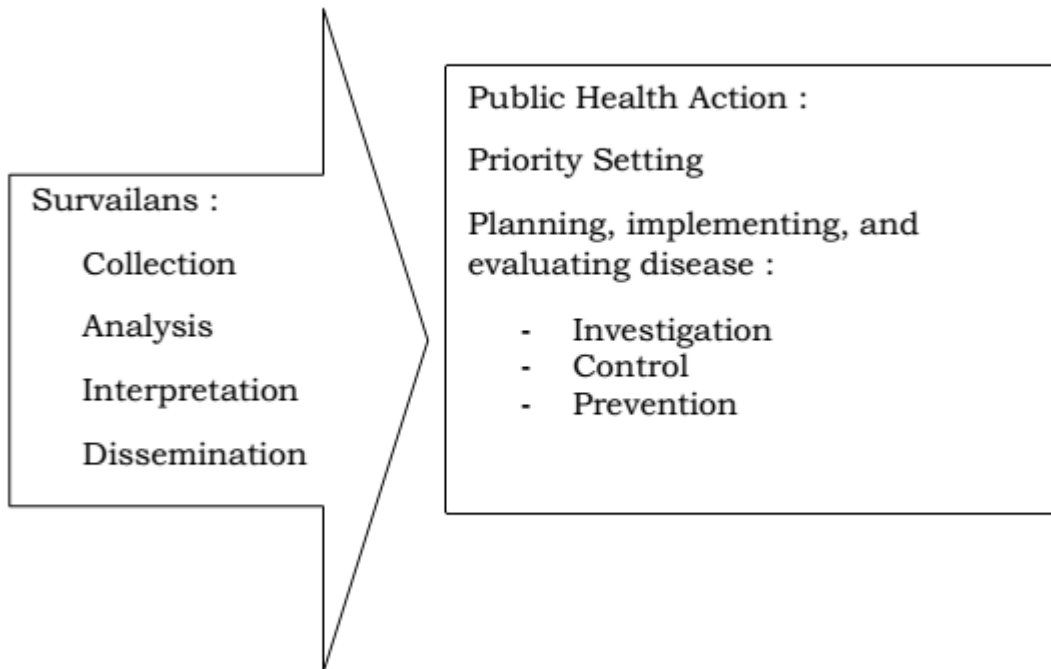 Survailans :
Collection
Analysis
Interpretation
Dissemination
Public Health Action :
Priority Setting
Planning, implementing, and
evaluating disease :
- Investigation
- Control
- Prevention